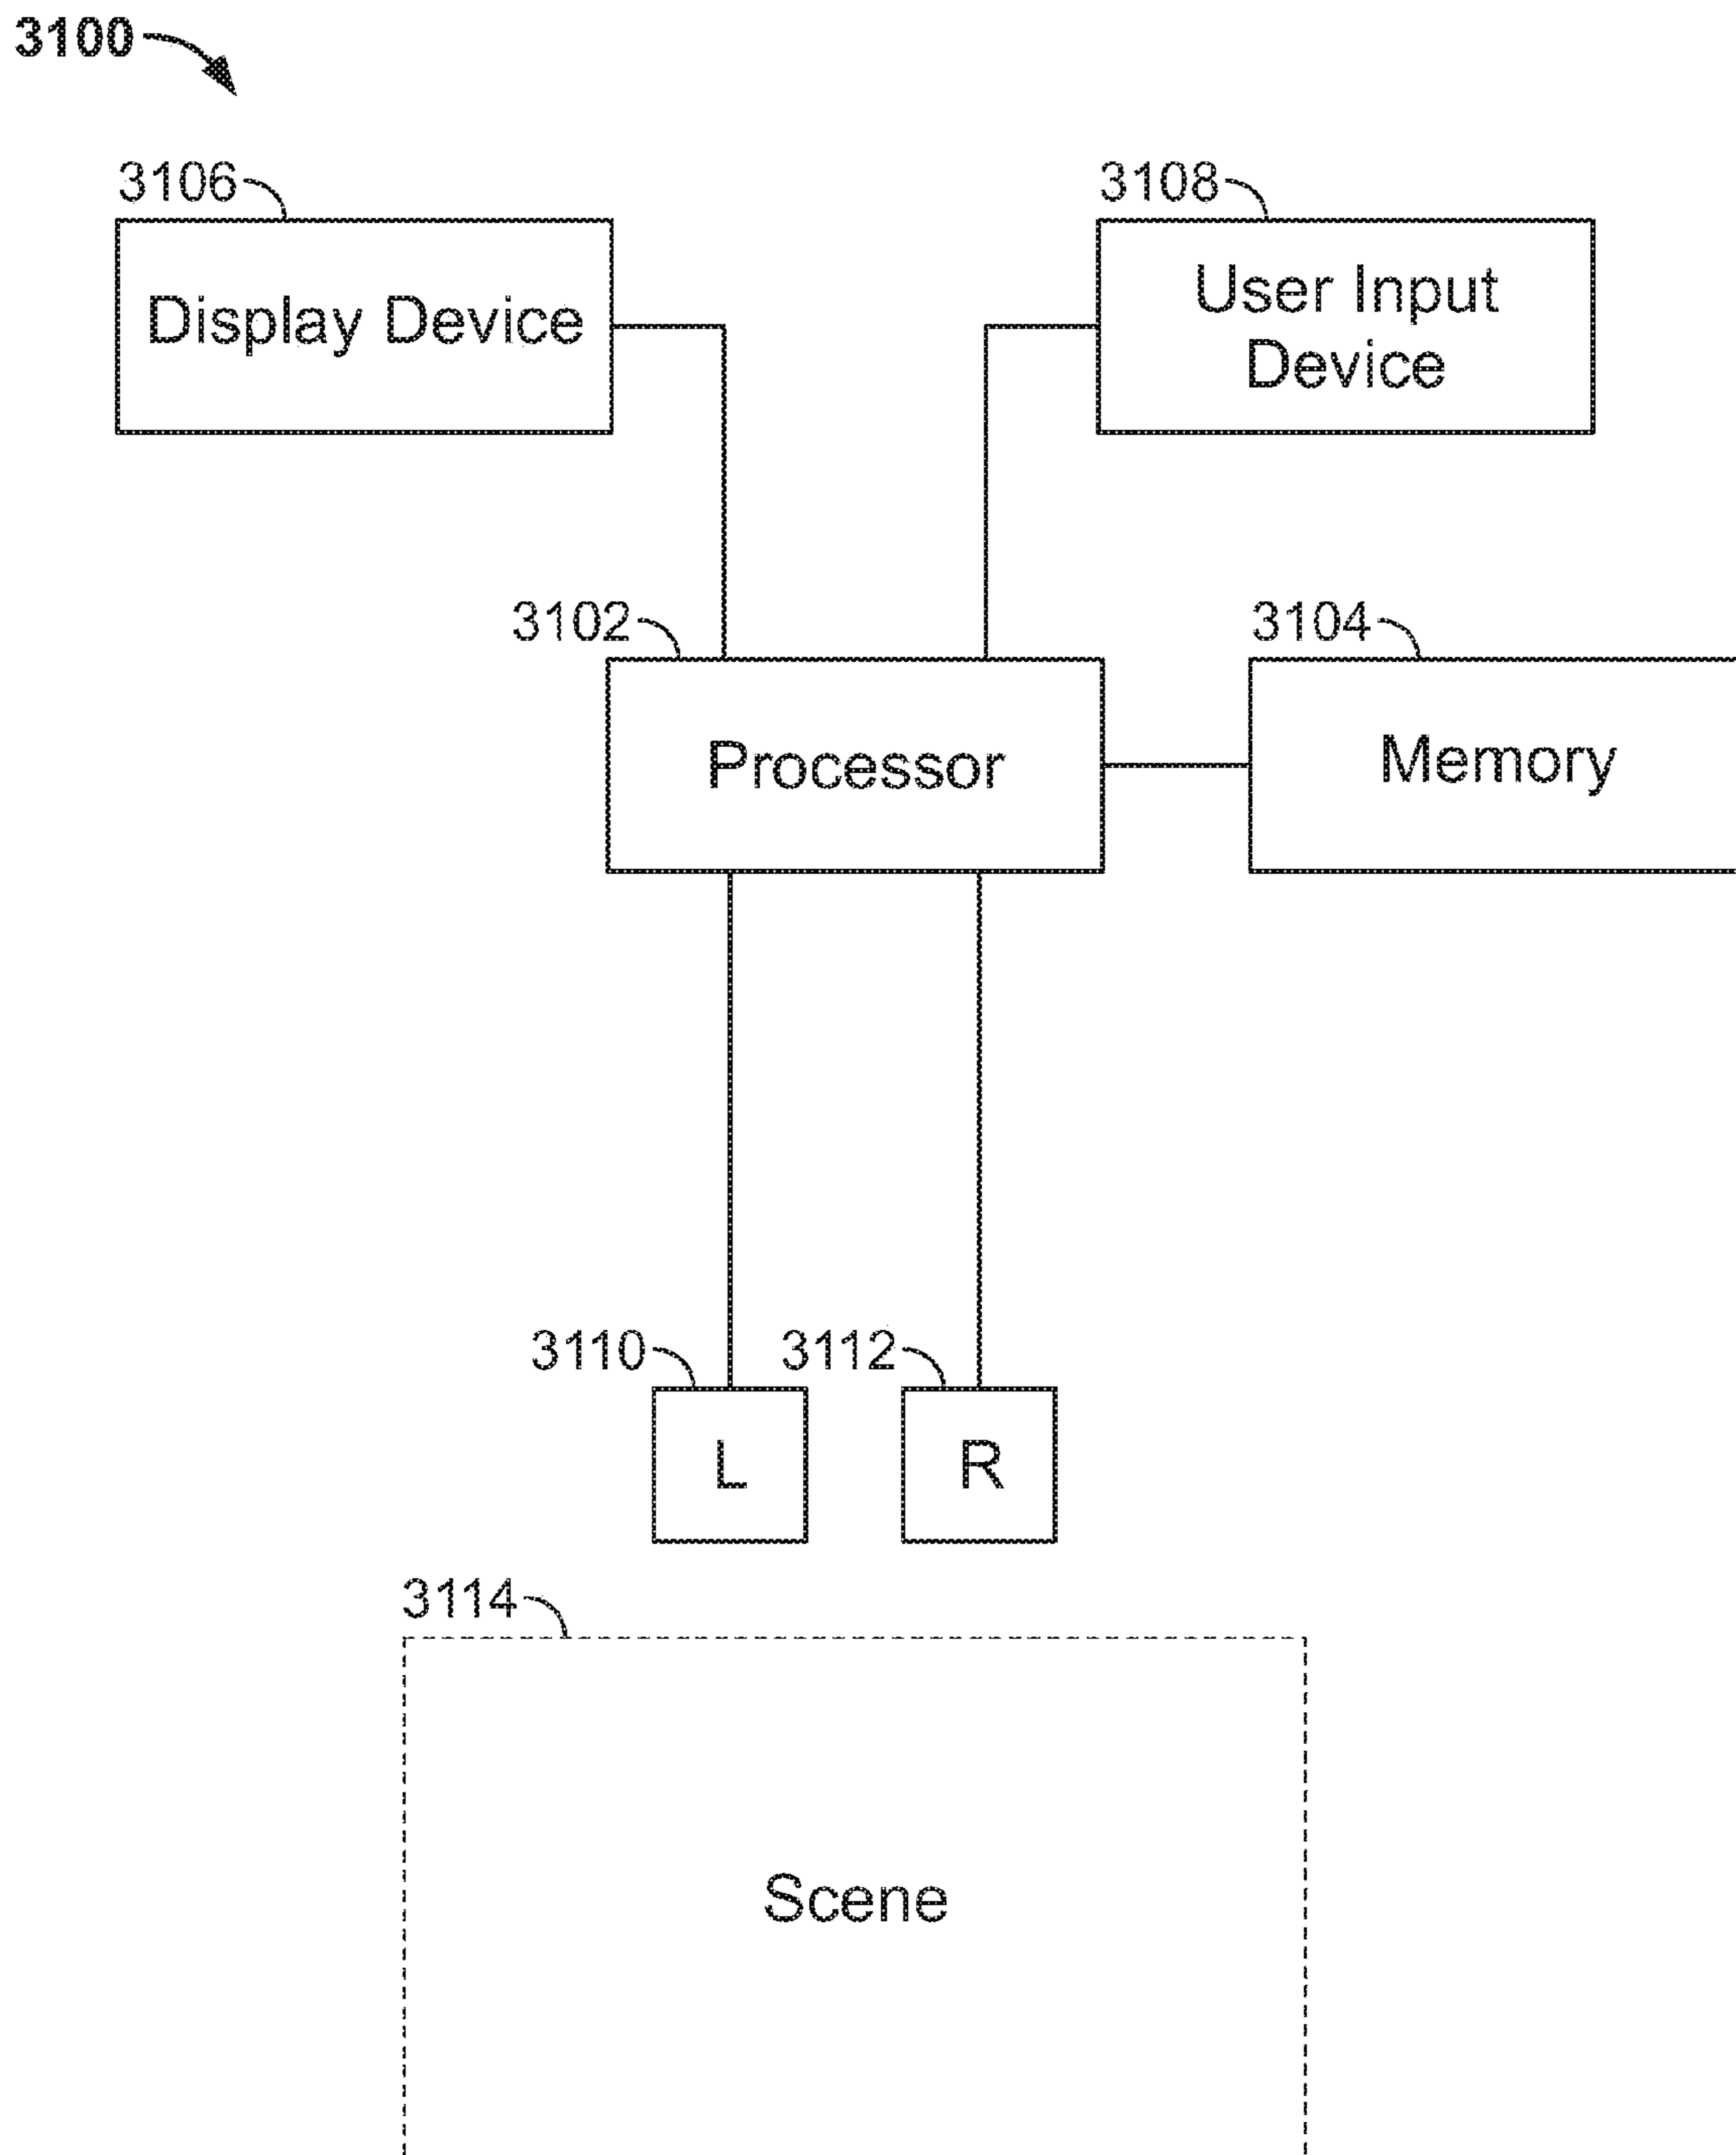 3100
3106
Display Device
3108
User Input
Device
3102
Processor
3104
Memory
3110
L
3112
R
3114
Scene